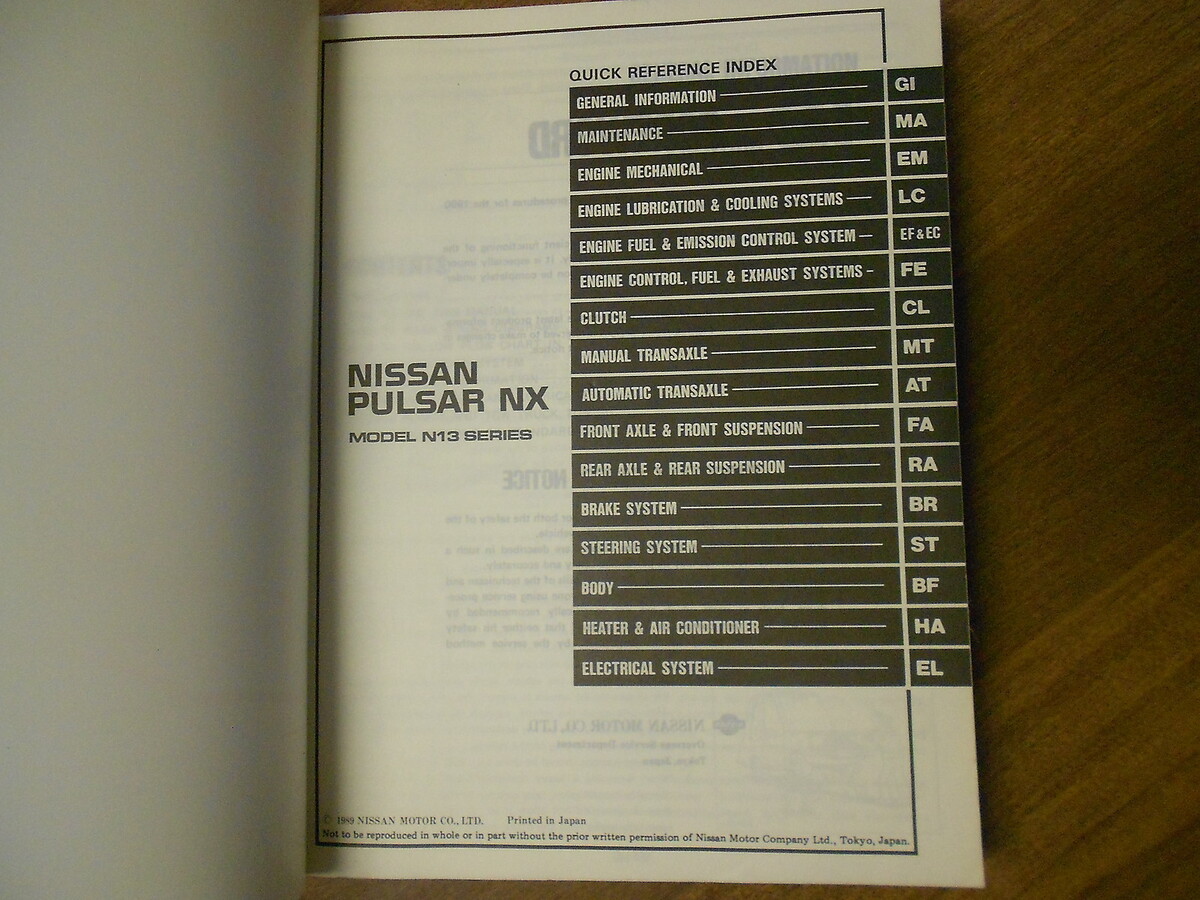 QUICK REFERENCE INDEX
GENERAL INFORMATION GI
MAINTENANCE MA
ENGINE MECHANICAL EM
ENGINE LUBRICATION & COOLING SYSTEMS LC
ENGINE FUEL & EMISSION CONTROL SYSTEM EF & EC
ENGINE CONTROL, FUEL & EXHAUST SYSTEMS FE
CLUTCH CL
MANUAL TRANSAXLE MT
AUTOMATIC TRANSAXLE AT
FRONT AXLE & FRONT SUSPENSION FA
REAR AXLE & REAR SUSPENSION RA
BRAKE SYSTEM BR
STEERING SYSTEM ST
BODY BF
HEATER & AIR CONDITIONER HA
ELECTRICAL SYSTEM EL
NISSAN
PULSAR NX
MODEL N13 SERIES
© 1989 NISSAN MOTOR CO., LTD. Printed in Japan
Not to be reproduced in whole or in part without the prior written permission of Nissan Motor Company Ltd., Tokyo, Japan.